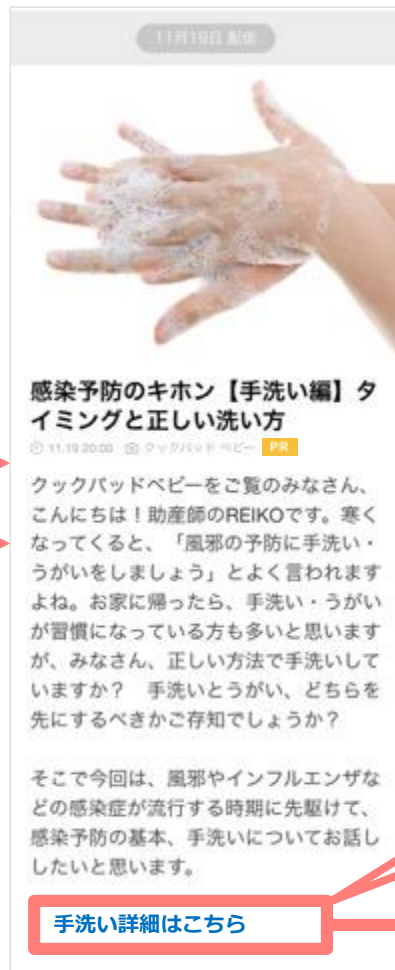 11月19日 配信
感染予防のキホン【手洗い編】タ
イミングと正しい洗い方
11.19 20:00 クックパッド ベビー PR
クックパッドベビーをご覧のみなさん、
こんにちは！助産師のREIKOです。寒く
なってくると、「風邪の予防に手洗い・
うがいをしましょう」とよく言われます
よね。お家に帰ったら、手洗い・うがい
が習慣になっている方も多いと思います
が、みなさん、正しい方法で手洗いして
いますか？　手洗いとうがい、どちらを
先にするべきかご存知でしょうか？
そこで今回は、風邪やインフルエンザな
どの感染症が流行する時期に先駆けて、
感染予防の基本、手洗いについてお話し
したいと思います。
手洗い詳細はこちら